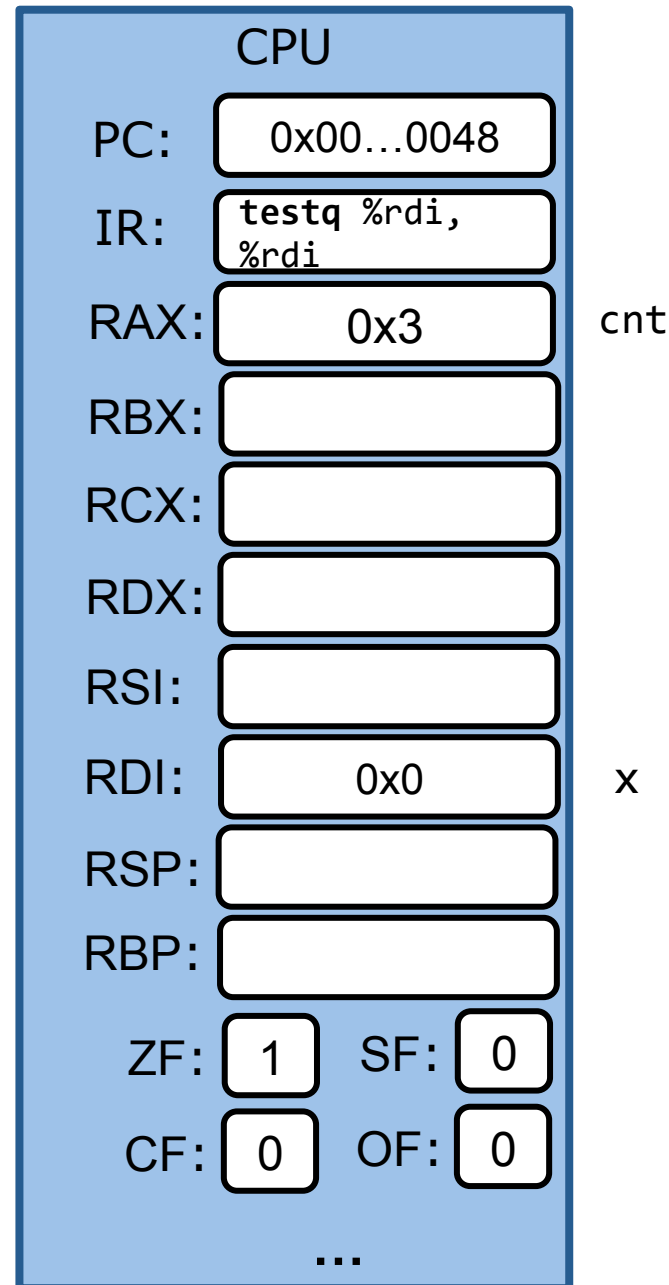 CPU
PC: 0x00...0048
IR: testq %rdi,
%rdi
RAX: 0x3 cnt
RBX:
RCX:
RDX:
RSI:
RDI: 0x0 x
RSP:
RBP:
ZF: 1 SF: 0
CF: 0 OF: 0
...